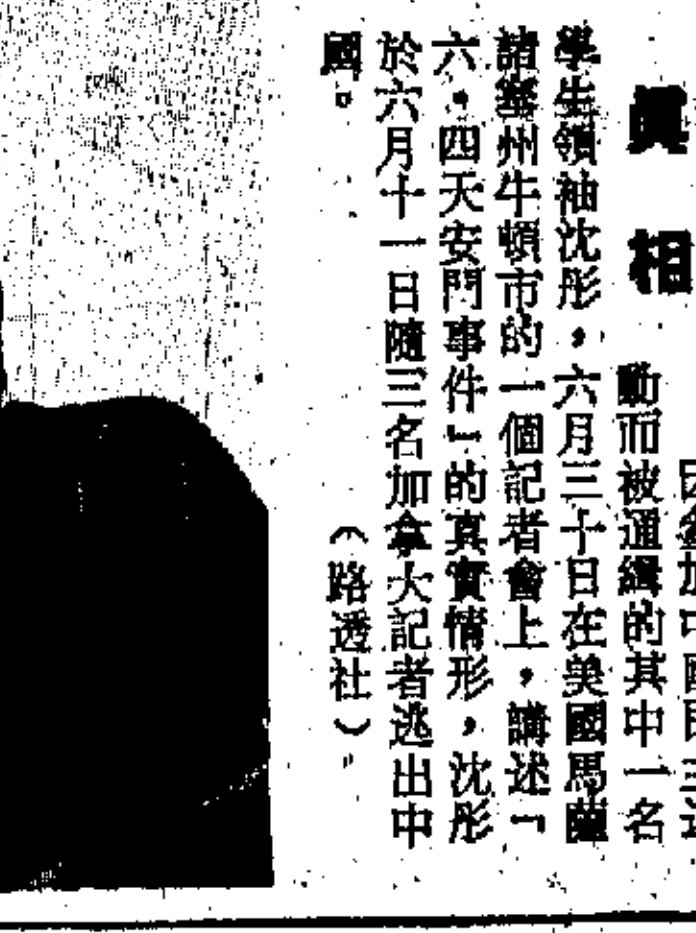 眞相
動而被通緝的其中一名
學生領袖沈彤，六月三十日在美國馬薩
諸塞州牛頓市的一個記者會上，講述「
六．四天安門事件」的真實情形，沈彤
於六月十一日隨三名加拿大記者逃出中
國。（路透社）